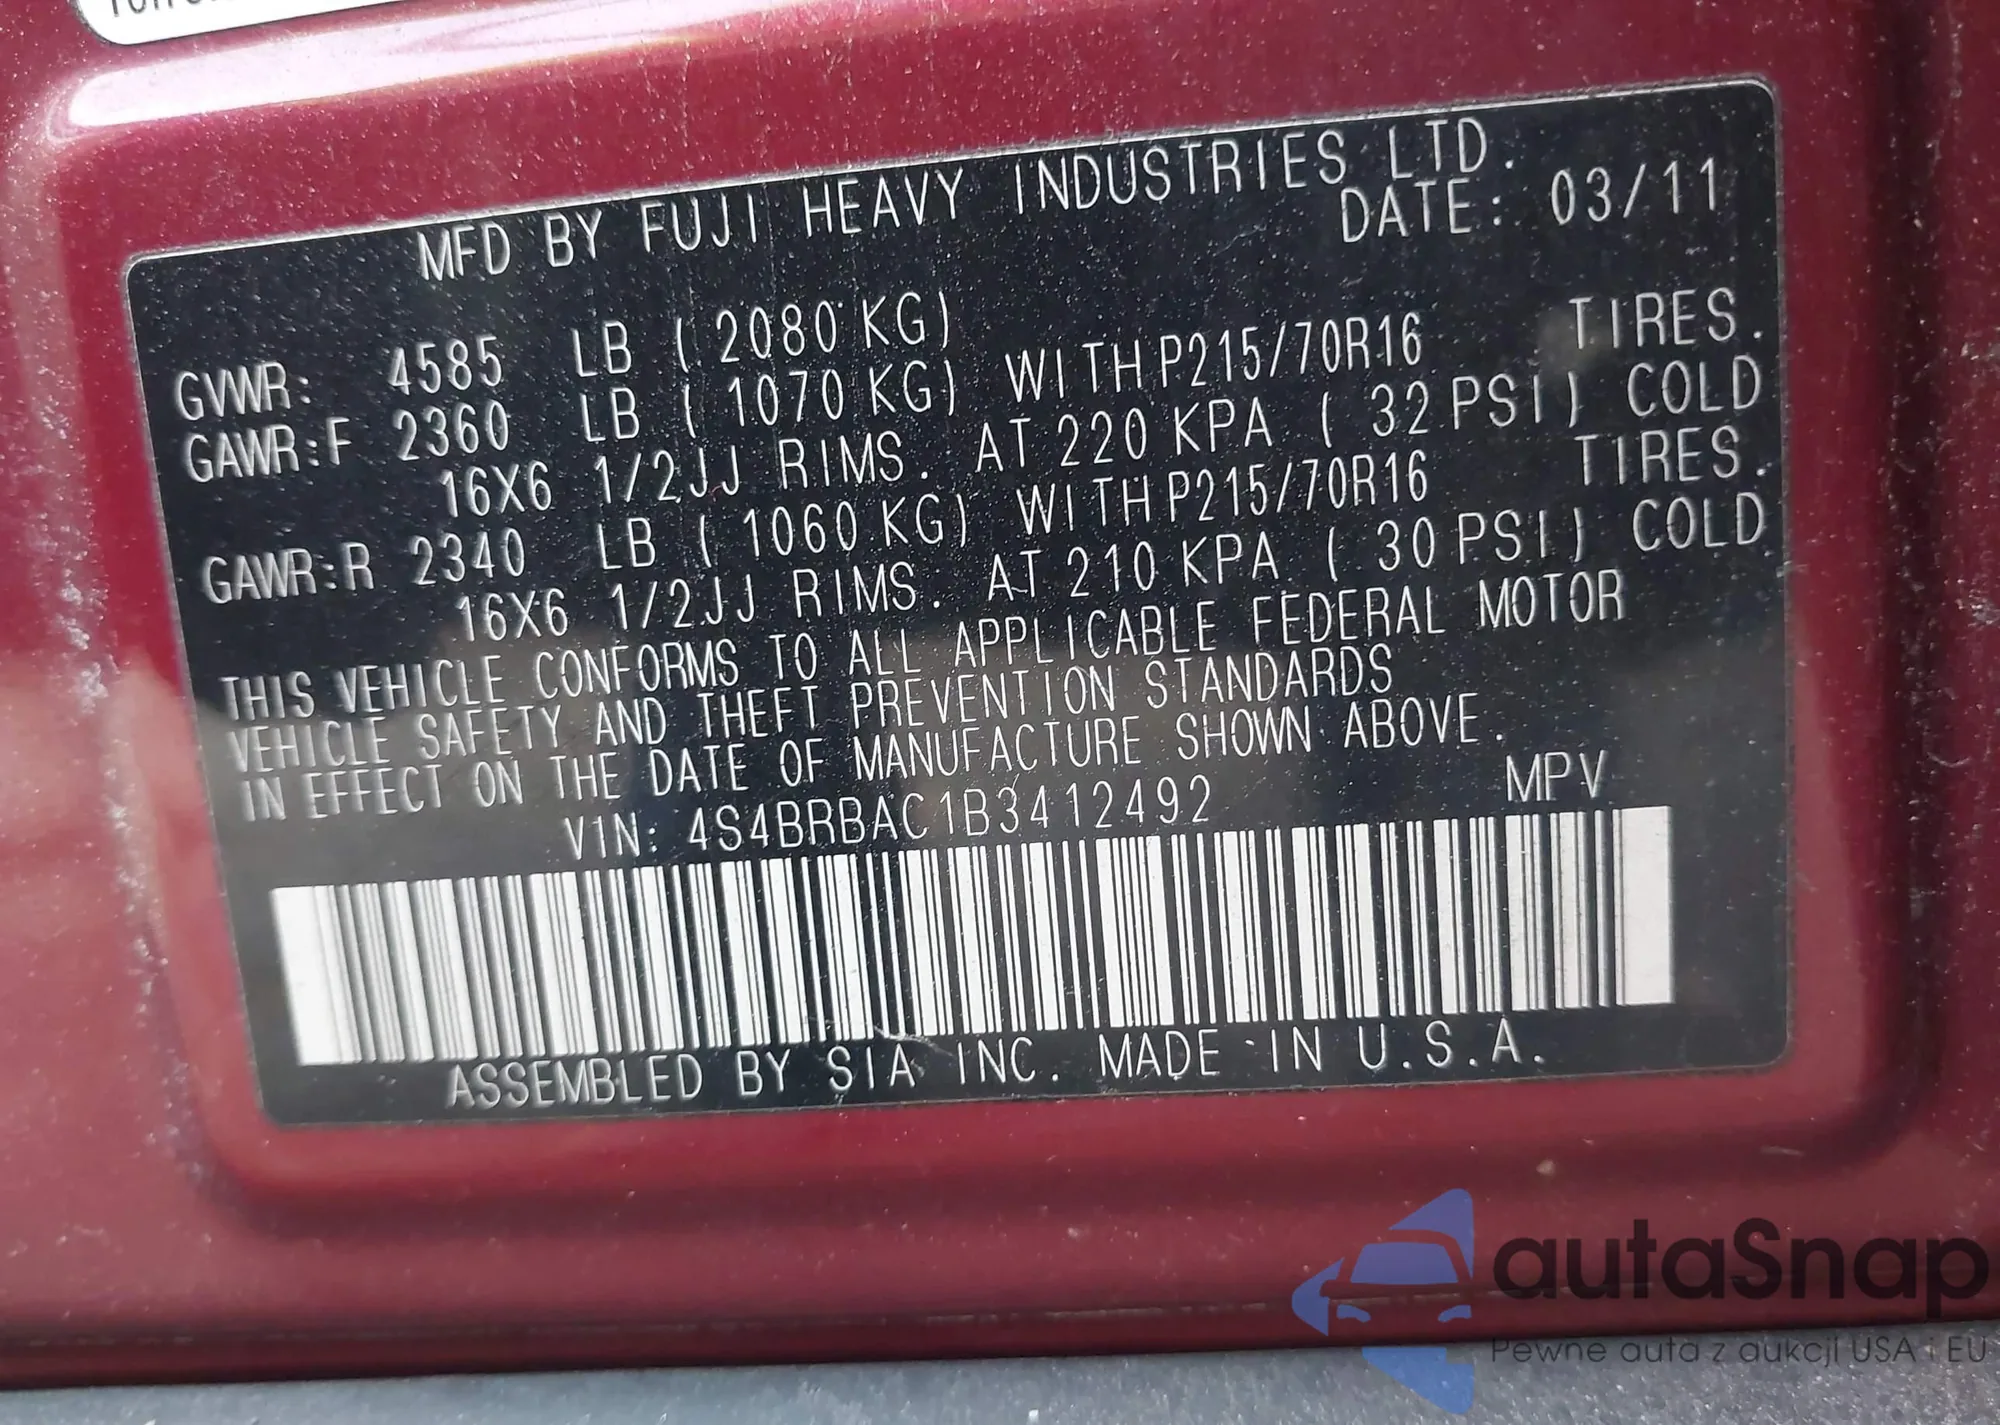 MFD BY FUJI HEAVY INDUSTRIES LTD.
DATE: 03/11
GVWR: 4585 LB ( 2080 KG)
GAWR:F 2360 LB ( 1070 KG) WITH P215/70R16 TIRES.
16X6 1/2JJ RIMS. AT 220 KPA ( 32 PSI) COLD
GAWR:R 2340 LB ( 1060 KG) WITH P215/70R16 TIRES.
16X6 1/2JJ RIMS. AT 210 KPA ( 30 PSI) COLD
THIS VEHICLE CONFORMS TO ALL APPLICABLE FEDERAL MOTOR
VEHICLE SAFETY AND THEFT PREVENTION STANDARDS
IN EFFECT ON THE DATE OF MANUFACTURE SHOWN ABOVE.
VIN: 4S4BRBAC1B3412492 MPV
ASSEMBLED BY SIA INC. MADE IN U.S.A.
autaSnap
Pewne auta z aukcji USA i EU